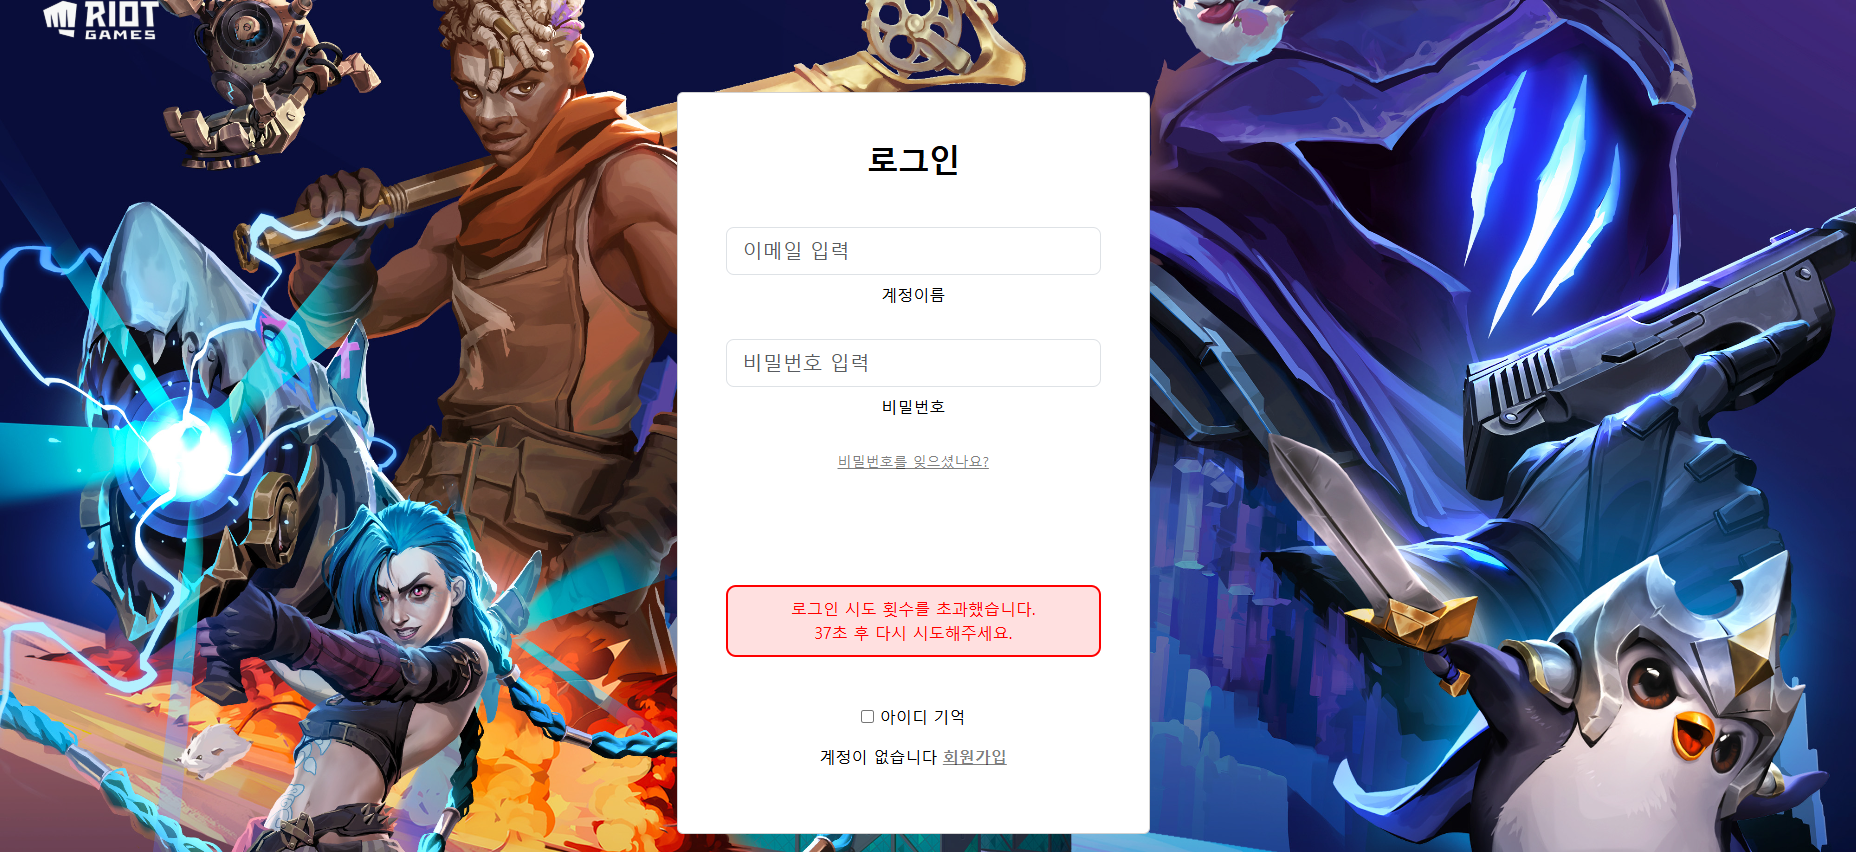 RIOT
GAMES
로그인
이메일 입력
계정이름
비밀번호 입력
비밀번호
비밀번호를 잊으셨나요?
로그인 시도 횟수를 초과했습니다.
37초 후 다시 시도해주세요.
아이디 기억
계정이 없습니다 회원가입